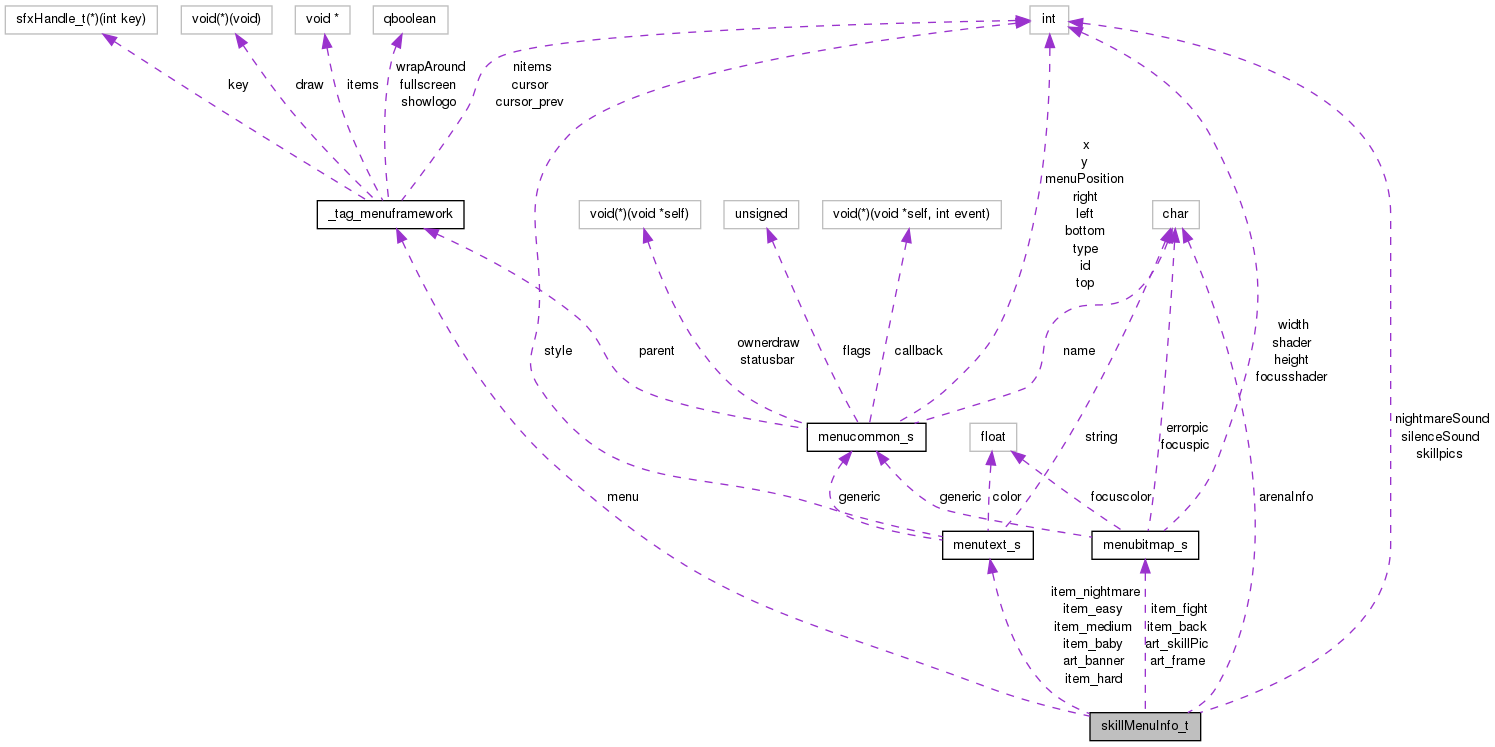 sfxHandle_t(*)(int key)
void(*)(void)
void *
qboolean
int
key
draw
items
wrapAround
fullscreen
showlogo
nitems
cursor
cursor_prev
x
y
menuPosition
right
left
bottom
type
id
top
_tag_menuframework
void(*)(void *self)
unsigned
void(*)(void *self, int event)
char
style
parent
ownerdraw
statusbar
flags
callback
name
width
shader
height
focusshader
menucommon_s
float
string
errorpic
focuspic
nightmareSound
silenceSound
skillpics
menu
generic
generic
color
focuscolor
arenaInfo
menutext_s
menubitmap_s
item_nightmare
item_easy
item_medium
item_baby
art_banner
item_hard
item_fight
item_back
art_skillPic
art_frame
skillMenuInfo_t